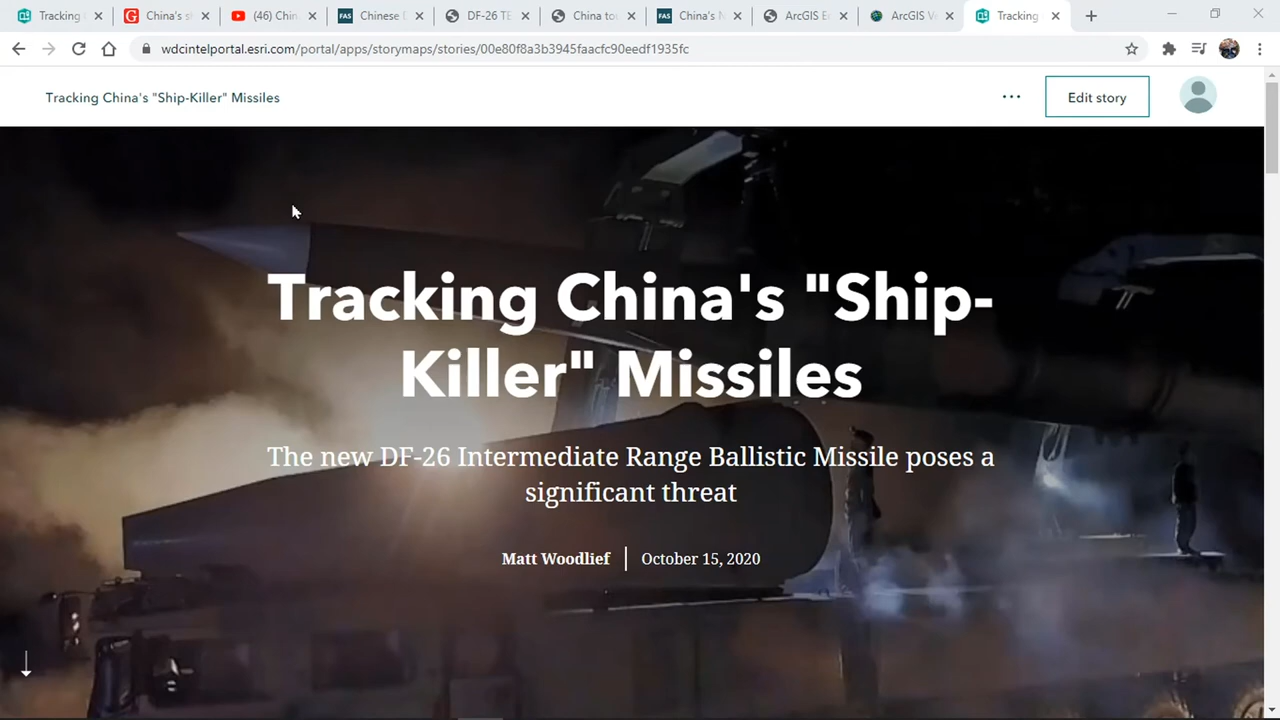 Tracking
China's s
(46) Chin
FAS
Chinese
DF-26 TE
China to
FAS
China's N
ArcGIS E
ArcGIS V
Tracking
wdcintelportal.esri.com/portal/apps/storymaps/stories/00e80f8a3b3945faacfc90eedf1935fc
Tracking China's "Ship-Killer" Missiles
Edit story
Tracking China's "Ship-
Killer" Missiles
The new DF-26 Intermediate Range Ballistic Missile poses a
significant threat
Matt Woodlief
October 15, 2020